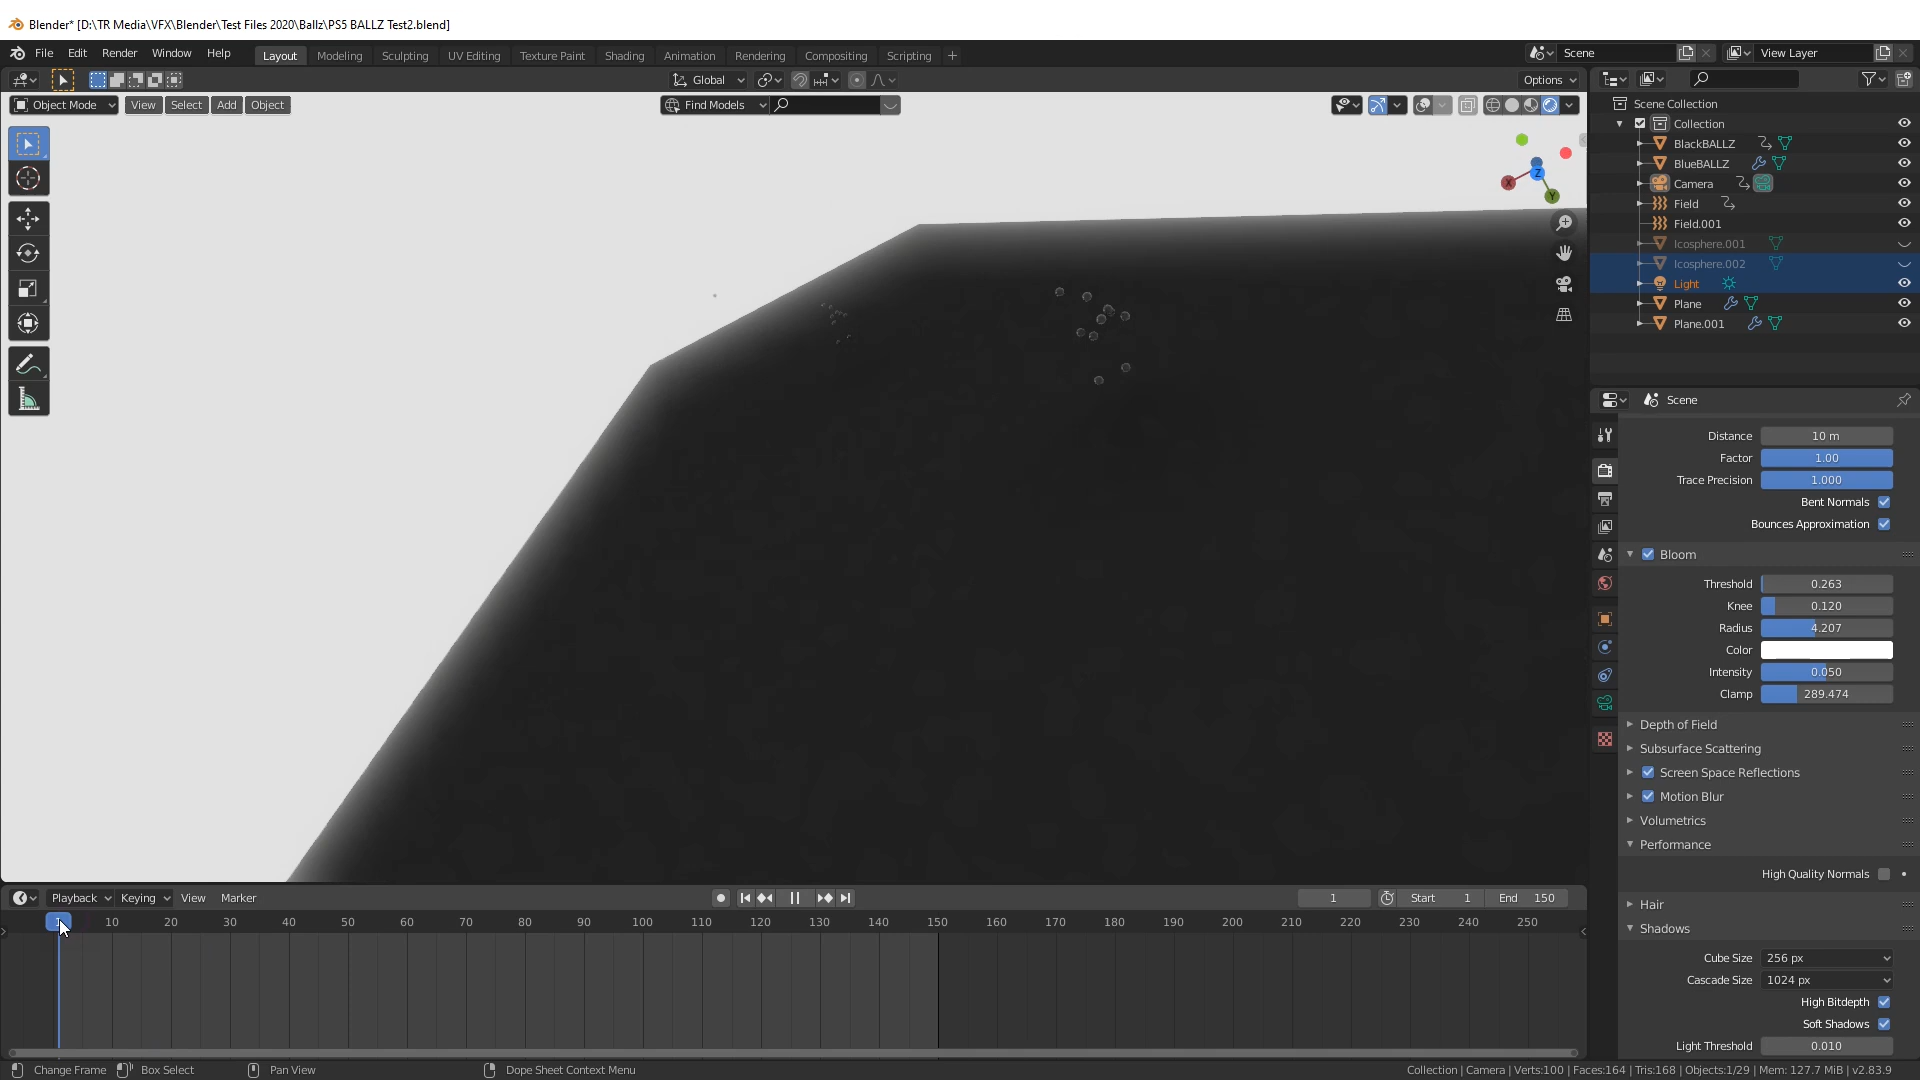 Blender* [D:\TR Media\VFX\Blender\Test Files 2020\Ballz\PS5 BALLZ Test2.blend]
File Edit Render Window Help Layout Modeling Sculpting UV Editing Texture Paint Shading Animation Rendering Compositing Scripting + Scene View Layer
Global Options
Object Mode View Select Add Object Find Models
Scene Collection
Collection
BlackBALLZ
BlueBALLZ
Camera
Field
Field.001
Icosphere.001
Icosphere.002
Light
Plane
Plane.001
X Z Y
Scene
Distance 10 m
Factor 1.00
Trace Precision 1.000
Bent Normals
Bounces Approximation
Bloom
Threshold 0.263
Knee 0.120
Radius 4.207
Color
Intensity 0.050
Clamp 289.474
Depth of Field
Subsurface Scattering
Screen Space Reflections
Motion Blur
Volumetrics
Performance
High Quality Normals
Hair
Shadows
Cube Size 256 px
Cascade Size 1024 px
High Bitdepth
Soft Shadows
Light Threshold 0.010
Playback Keying View Marker 1 Start 1 End 150
1 10 20 30 40 50 60 70 80 90 100 110 120 130 140 150 160 170 180 190 200 210 220 230 240 250
Change Frame Box Select Pan View Dope Sheet Context Menu Collection | Camera | Verts:100 | Faces:164 | Tris:168 | Objects:1/29 | Mem: 127.7 MiB | v2.83.9